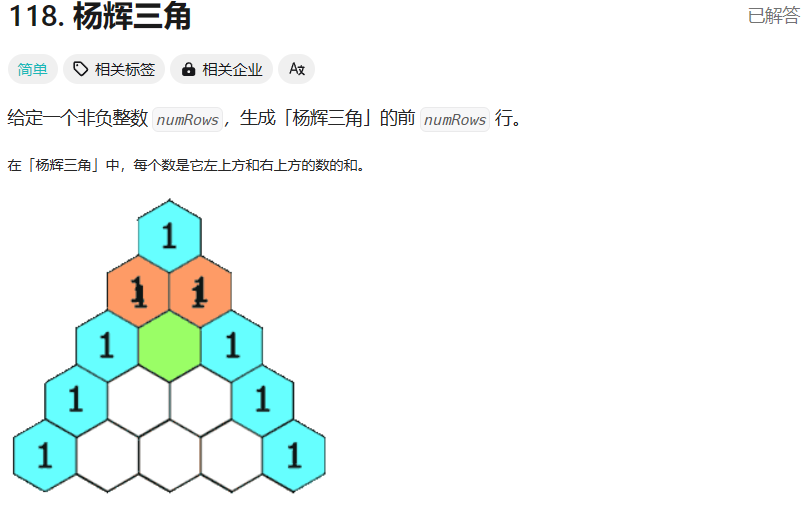 118. 杨辉三角
已解答
简单 相关标签 相关企业 Aあ
给定一个非负整数 numRows，生成「杨辉三角」的前 numRows 行。
在「杨辉三角」中，每个数是它左上方和右上方的数的和。
1
1 1
1 1
1 1
1 1